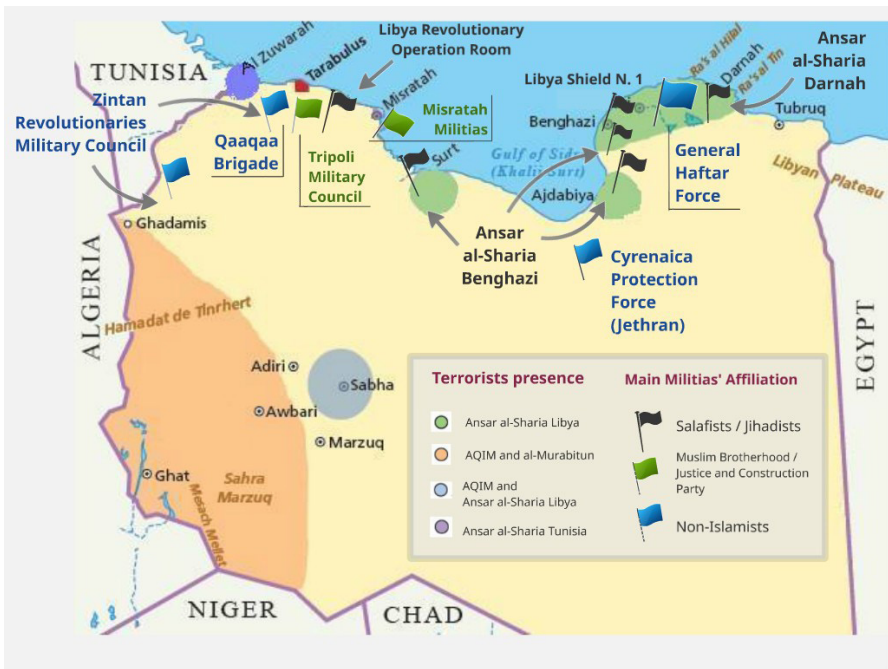 TUNISIA
Al Zuwarah
Tarabulus
Libya Revolutionary
Operation Room
Ra's al Hilal
Darnah
Ra's al Tin
Ansar
al-Sharia
Darnah
Zintan
Revolutionaries
Military Council
Qaaqaa
Brigade
Tripoli
Military
Council
Misratah
Misratah
Militias
Libya Shield N. 1
Benghazi
Tubruq
Surt
Gulf of Sidra
(Khalij Surt)
General
Haftar
Force
Libyan Plateau
Ajdabiya
Ghadamis
Ansar
al-Sharia
Benghazi
Cyrenaica
Protection
Force
(Jethran)
ALGERIA
Hamadat de Tinrhert
EGYPT
Adiri
Sabha
Awbari
Marzuq
Ghat
Sahra
Marzuq
Mesach Mellet
Terrorists presence
Ansar al-Sharia Libya
AQIM and al-Murabitun
AQIM and
Ansar al-Sharia Libya
Ansar al-Sharia Tunisia
Main Militias' Affiliation
Salafists / Jihadists
Muslim Brotherhood /
Justice and Construction
Party
Non-Islamists
NIGER
CHAD